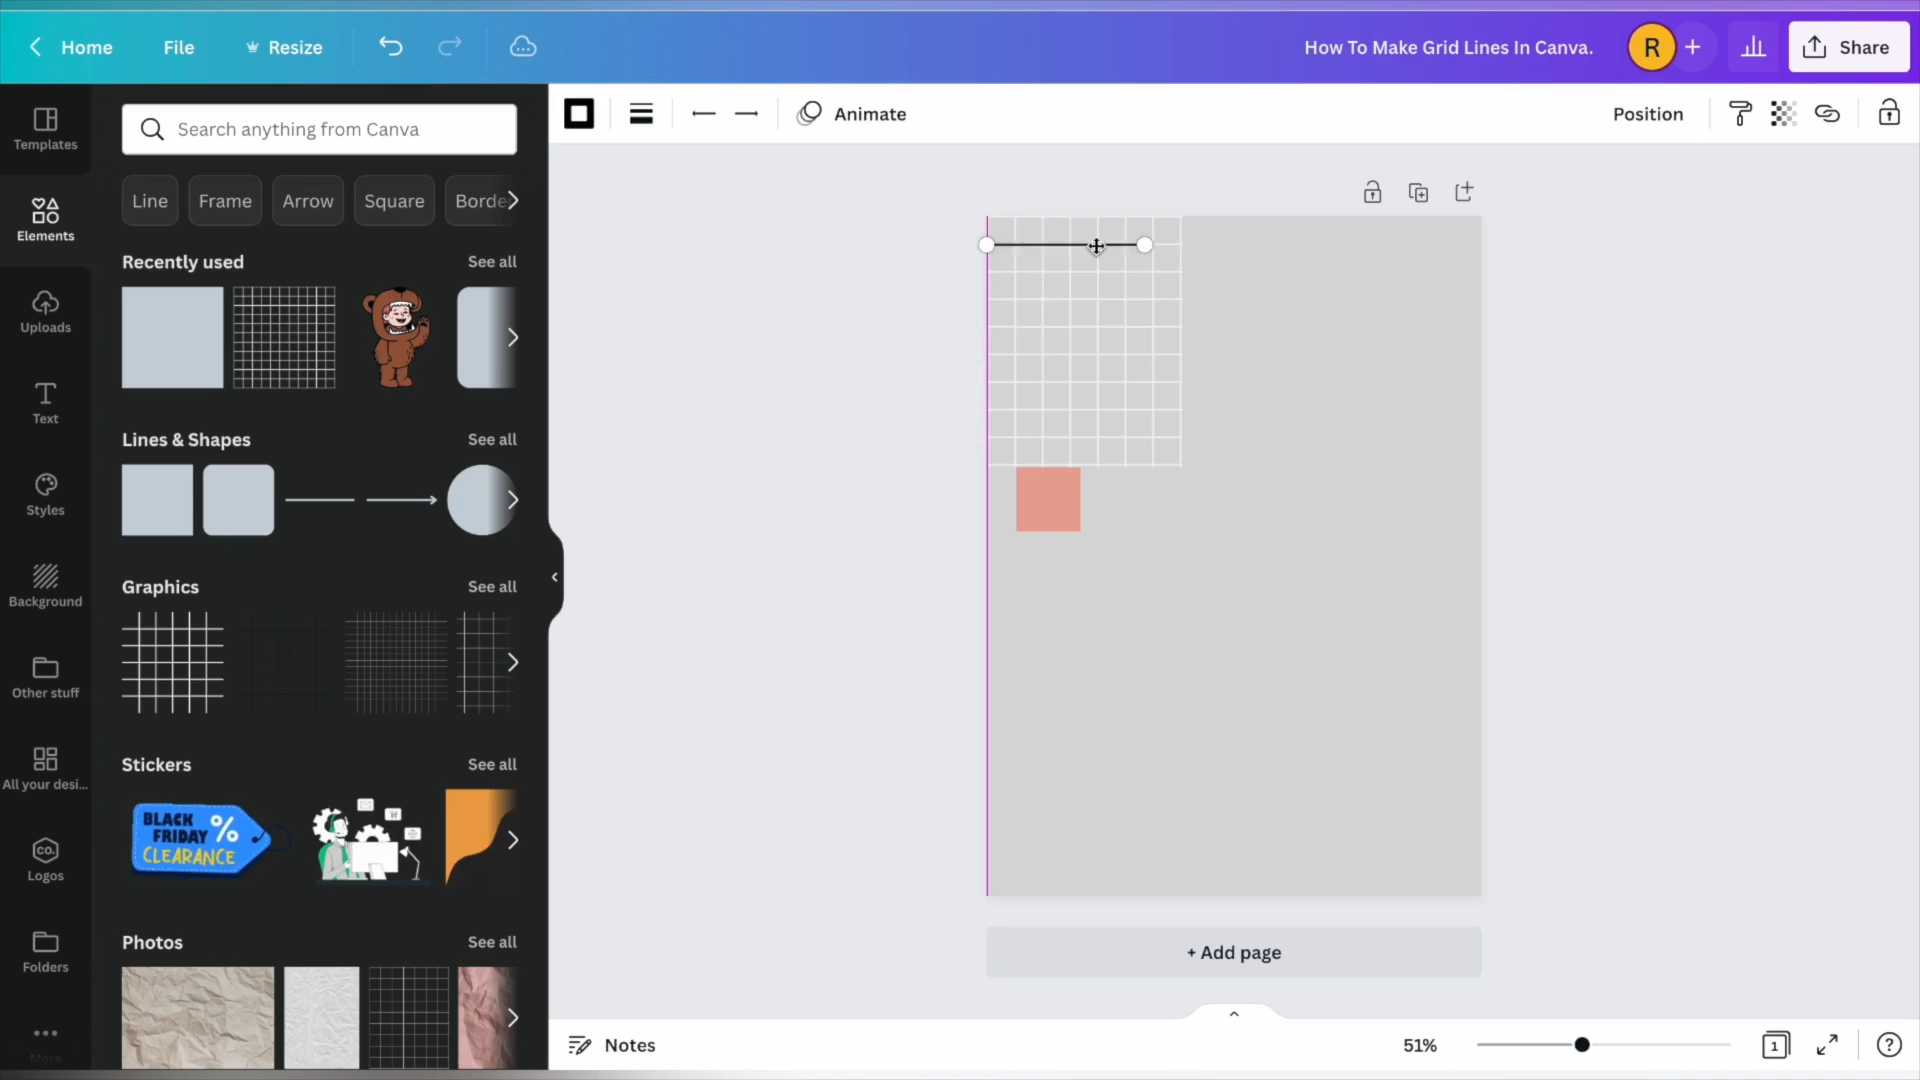 Home File Resize How To Make Grid Lines In Canva. R Share
Templates
Elements
Uploads
Text
Styles
Background
Other stuff
All your desi...
CO.
Logos
Folders
More
Search anything from Canva
Line Frame Arrow Square Borde
Recently used See all
Lines & Shapes See all
Graphics See all
Stickers See all
BLACK
FRIDAY %
CLEARANCE
Photos See all
Animate Position
+ Add page
Notes 51% 1 ?